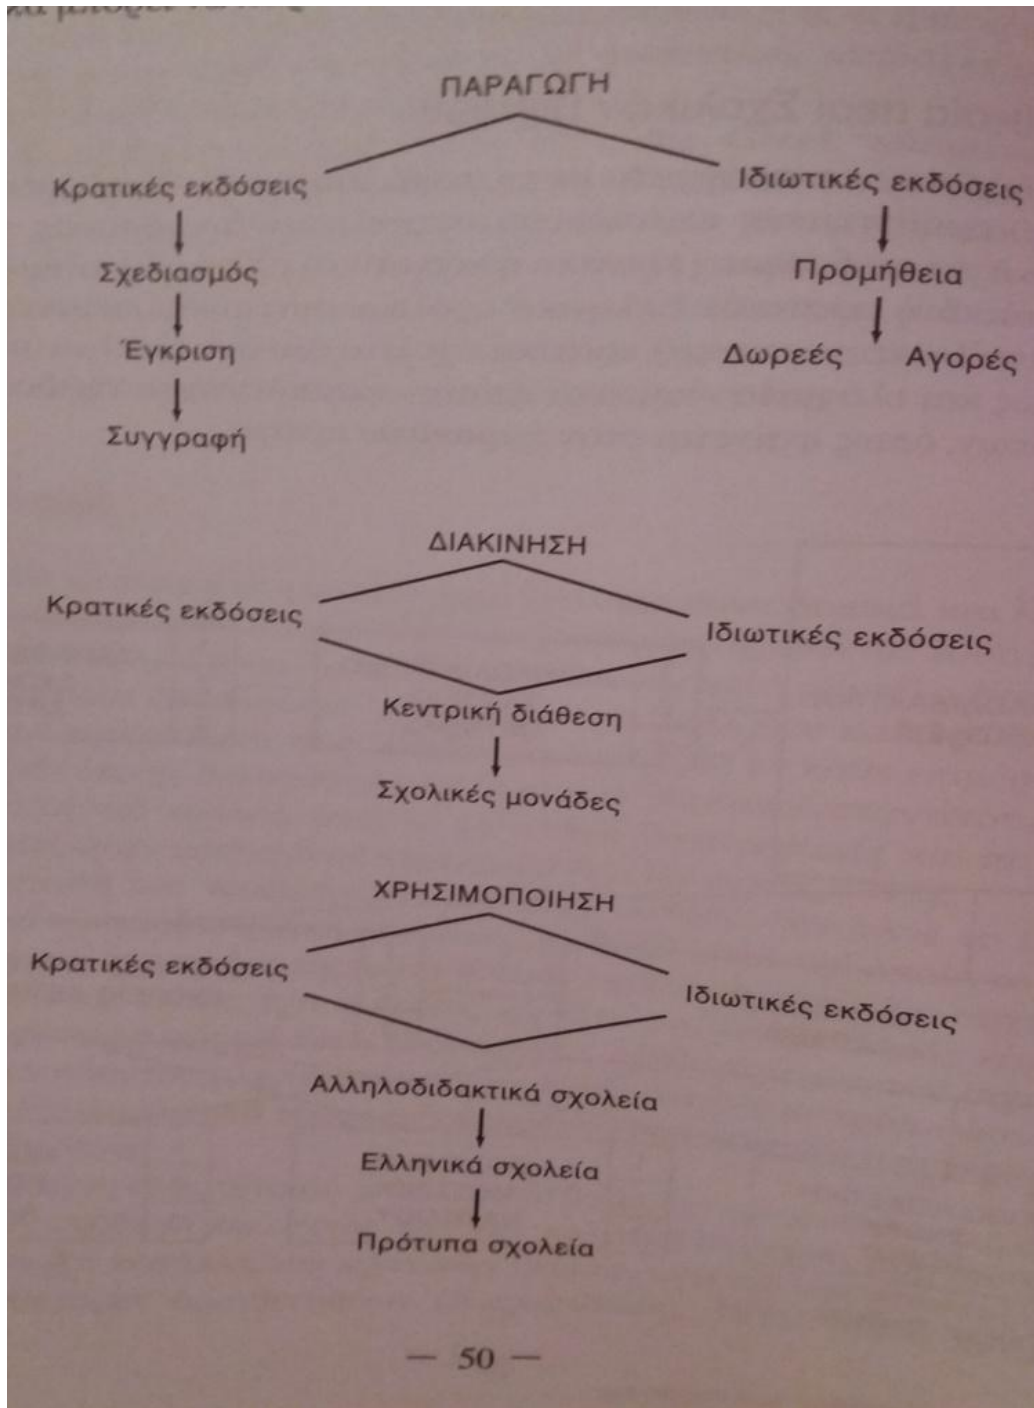 ΠΑΡΑΓΩΓΗ
Κρατικές εκδόσεις Ιδιωτικές εκδόσεις
Σχεδιασμός Προμήθεια
Έγκριση Δωρεές Αγορές
Συγγραφή
ΔΙΑΚΙΝΗΣΗ
Κρατικές εκδόσεις Ιδιωτικές εκδόσεις
Κεντρική διάθεση
Σχολικές μονάδες
ΧΡΗΣΙΜΟΠΟΙΗΣΗ
Κρατικές εκδόσεις Ιδιωτικές εκδόσεις
Αλληλοδιδακτικά σχολεία
Ελληνικά σχολεία
Πρότυπα σχολεία
— 50 —